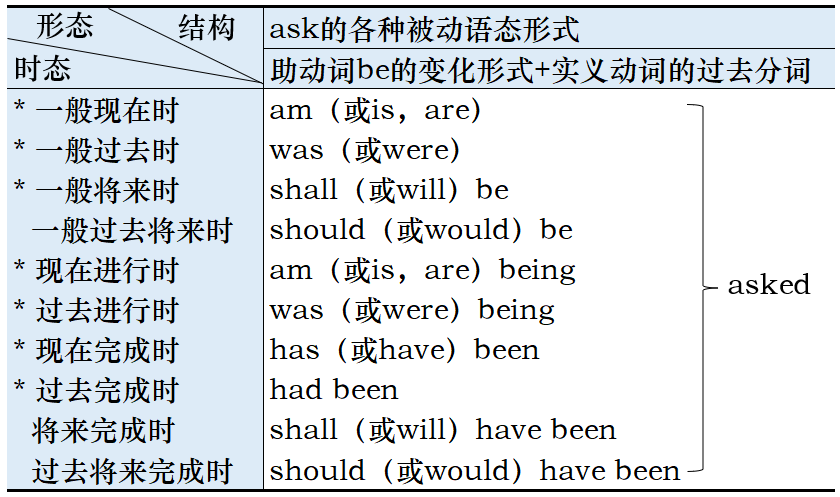 形态 结构
时态
ask的各种被动语态形式
助动词be的变化形式+实义动词的过去分词
* 一般现在时 am（或is，are）
* 一般过去时 was（或were）
* 一般将来时 shall（或will）be
一般过去将来时 should（或would）be
* 现在进行时 am（或is，are）being
asked
* 过去进行时 was（或were）being
* 现在完成时 has（或have）been
* 过去完成时 had been
将来完成时 shall（或will）have been
过去将来完成时 should（或would）have been